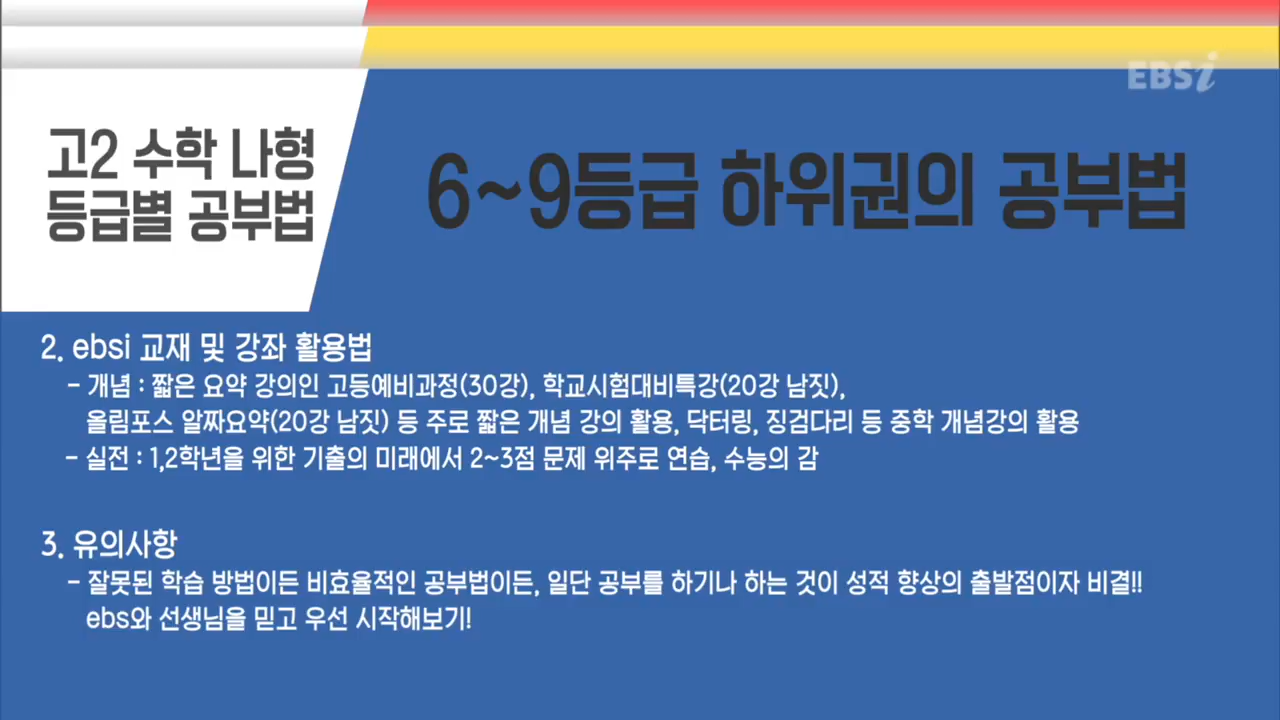 EBSi
고2 수학 나형
등급별 공부법
6~9등급 하위권의 공부법
2. ebsi 교재 및 강좌 활용법
- 개념 : 짧은 요약 강의인 고등예비과정(30강), 학교시험대비특강(20강 남짓),
올림포스 알짜요약(20강 남짓) 등 주로 짧은 개념 강의 활용, 닥터링, 징검다리 등 중학 개념강의 활용
- 실전 : 1,2학년을 위한 기출의 미래에서 2~3점 문제 위주로 연습, 수능의 감
3. 유의사항
- 잘못된 학습 방법이든 비효율적인 공부법이든, 일단 공부를 하기나 하는 것이 성적 향상의 출발점이자 비결!!
ebs와 선생님을 믿고 우선 시작해보기!